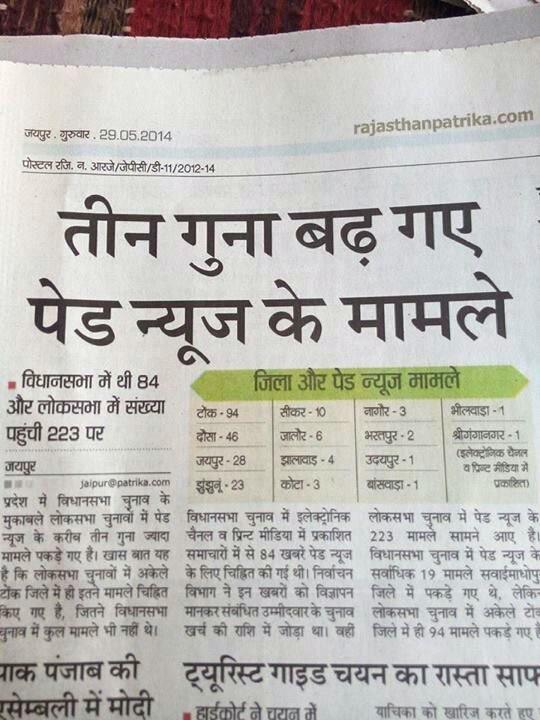 जयपुर . गुरुवार . 29.05.2014
rajasthanpatrika.com
पोस्टल रजि. न. आरजे/जेपीसी/डी-11/2012-14
तीन गुना बढ़ गए
पेड न्यूज के मामले
▪ विधानसभा में थी 84
और लोकसभा में संख्या
पहुंची 223 पर
जयपुर
jaipur@patrika.com
प्रदेश में विधानसभा चुनाव के
मुकाबले लोकसभा चुनावों में पेड
न्यूज के करीब तीन गुना ज्यादा
मामले पकड़े गए है। खास बात यह
है कि लोकसभा चुनावों में अकेले
टोंक जिले में ही इतने मामले चिह्नित
किए गए है, जितने विधानसभा
चुनाव में कुल मामले भी नहीं थे।
जिला और पेड न्यूज मामले
टोक - 94
सीकर - 10
नागौर - 3
भीलवाड़ा - 1
दौसा - 46
जालोर - 6
भरतपुर - 2
श्रीगंगानगर - 1
जयपुर - 28
झालावाड़ - 4
उदयपुर - 1
(इलेक्ट्रोनिक चैनल
व प्रिन्ट मीडिया में
प्रकाशित)
झुंझुनूं - 23
कोटा - 3
बांसवाड़ा - 1
विधानसभा चुनाव में इलेक्ट्रोनिक
चैनल व प्रिन्ट मीडिया में प्रकाशित
समाचारों में से 84 खबरें पेड न्यूज
के लिए चिह्नित की गई थी। निर्वाचन
विभाग ने इन खबरों को विज्ञापन
मानकर संबंधित उम्मीदवार के चुनाव
खर्च की राशि में जोड़ा था। वहीं
लोकसभा चुनाव में पेड न्यूज के
223 मामले सामने आए है।
विधानसभा चुनाव में पेड न्यूज के
सर्वाधिक 19 मामले सवाईमाधोपुर
जिले में पकड़े गए थे, लेकिन
लोकसभा चुनाव में अकेले टोंक
जिले में ही 94 मामले पकड़े गए है
पाक पंजाब की
एसेम्बली में मोदी
ट्यूरिस्ट गाइड चयन का रास्ता साफ
▪ हाईकोर्ट ने चयन में
याचिका को खारिज करते हुए